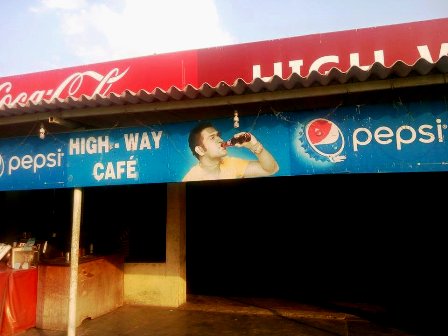 Coca-Cola HIGH-W
pepsi HIGH-WAY CAFÉ pepsi